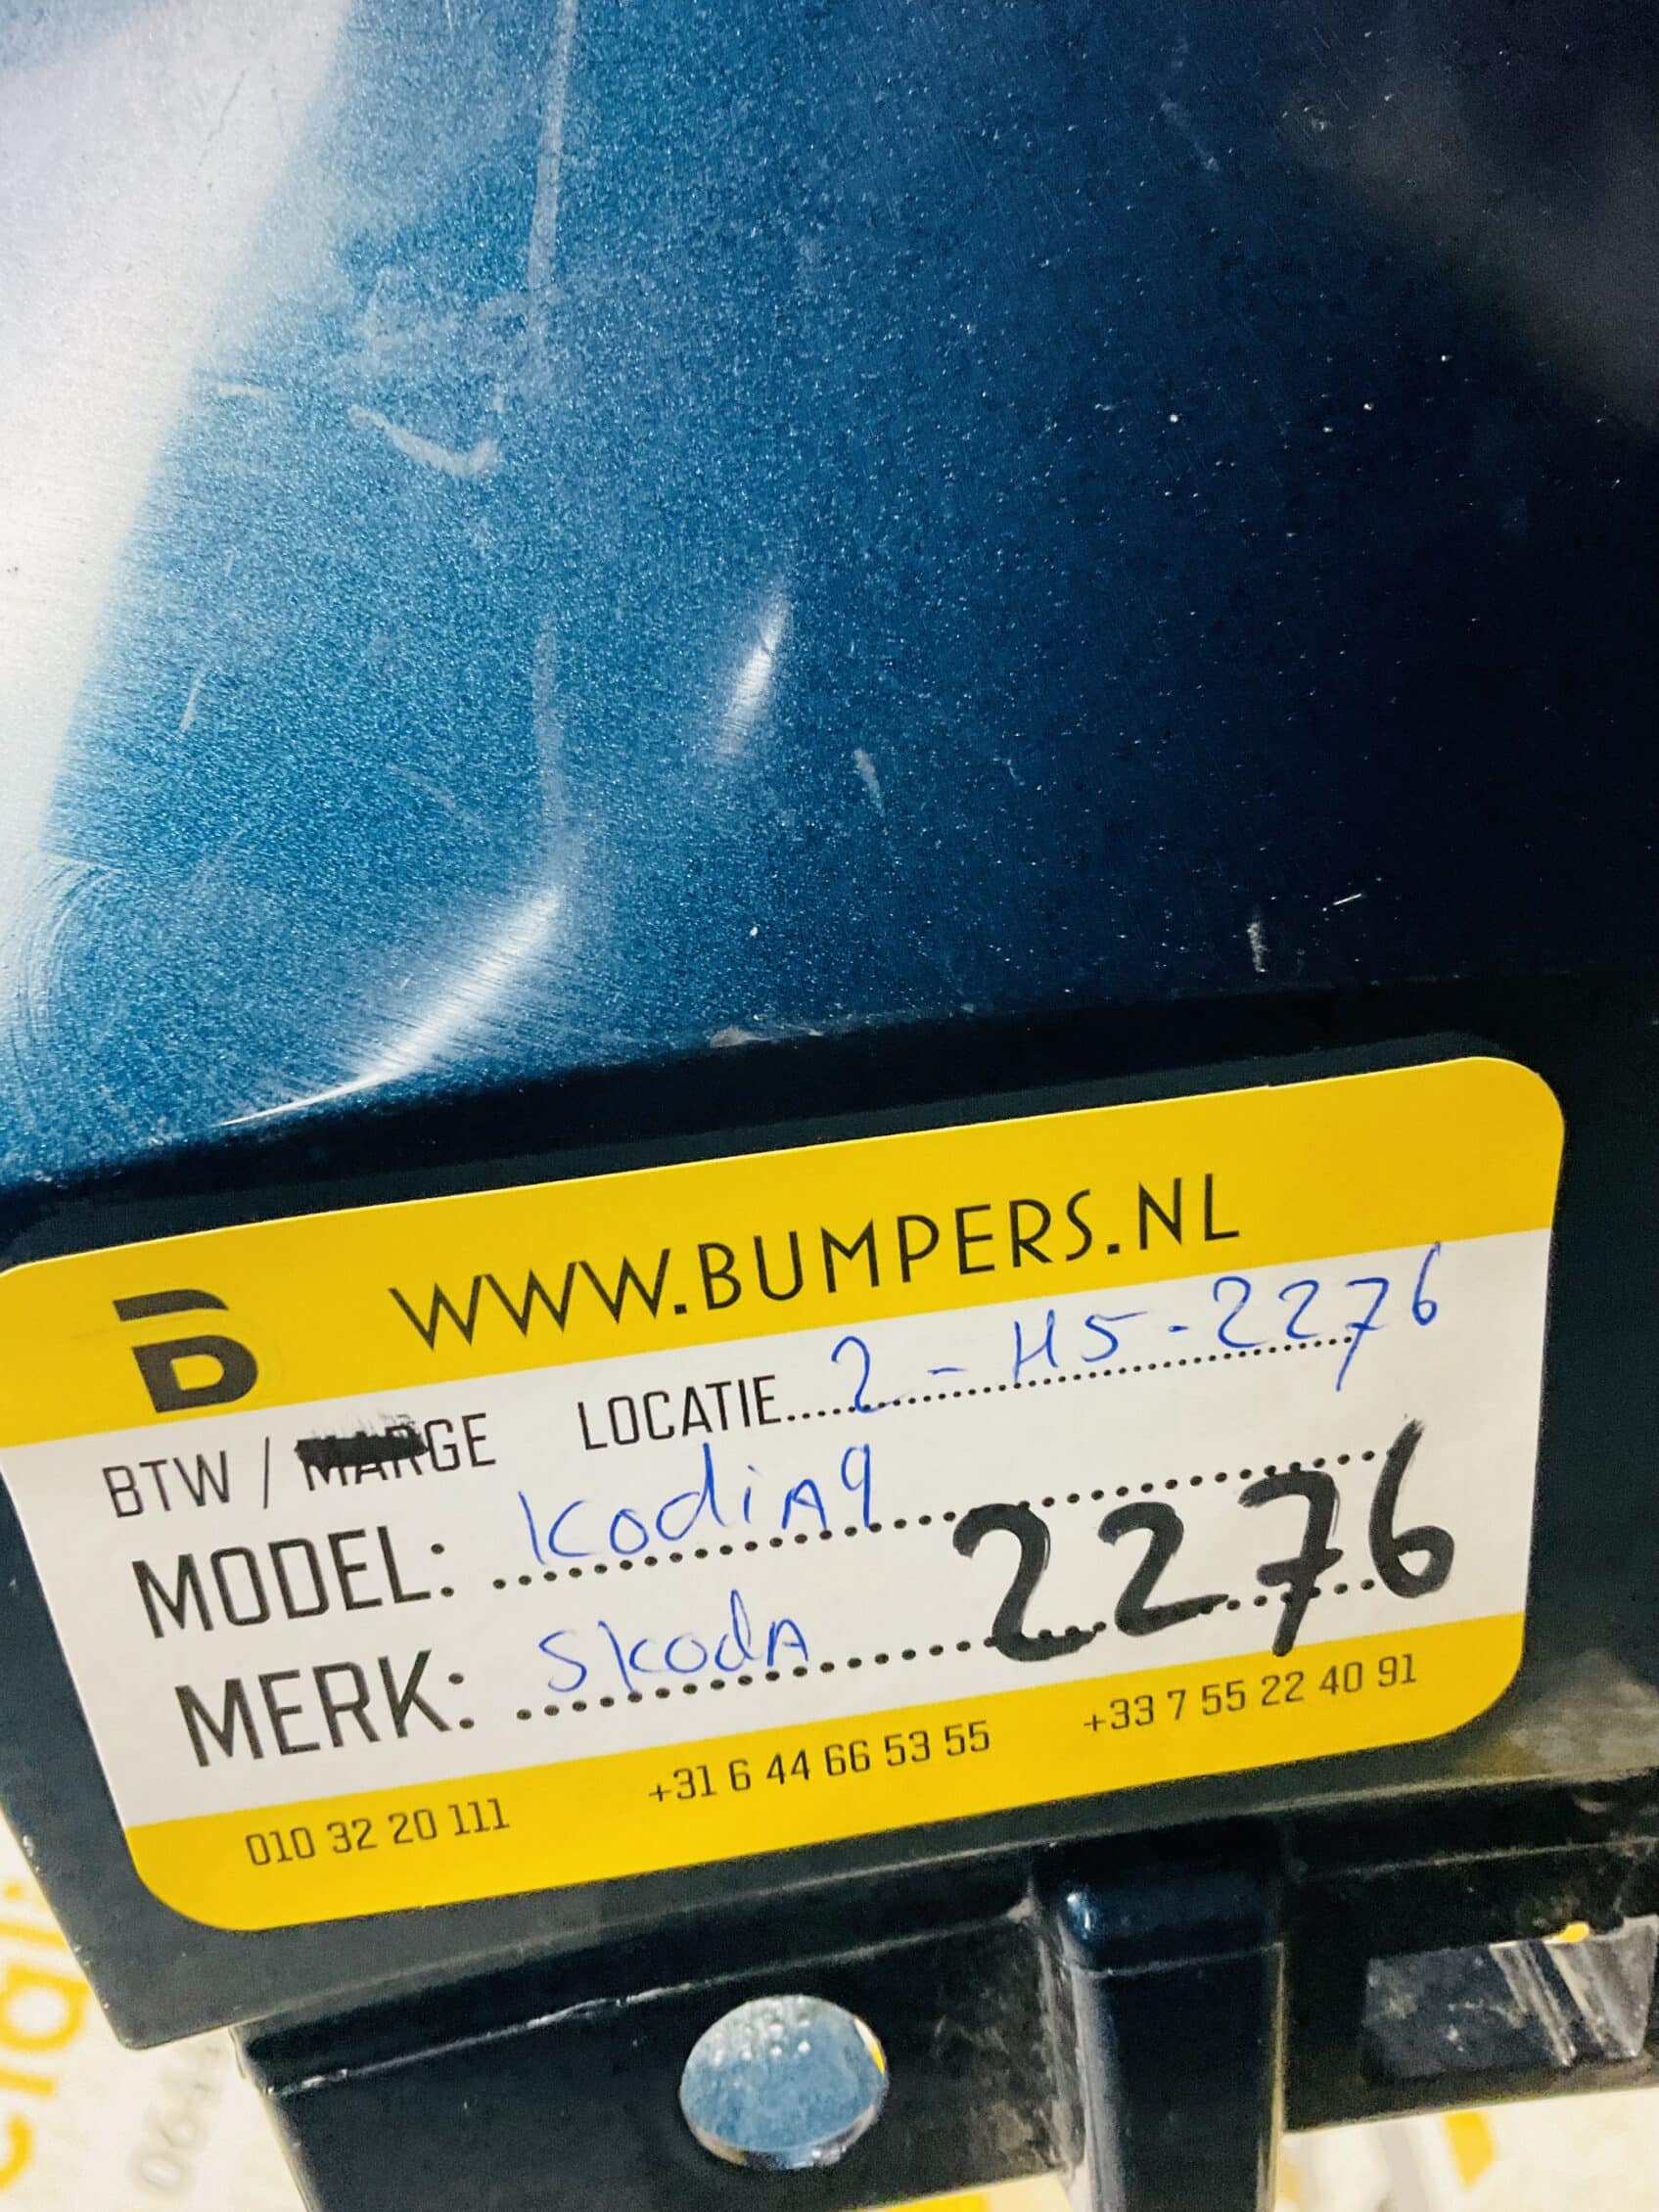 B WWW.BUMPERS.NL
BTW / MARGE LOCATIE........2 - H5 - 2276
MODEL: Kodiaq
2276
MERK: Skoda
010 32 20 111 +31 6 44 66 53 55 +33 7 55 22 40 91